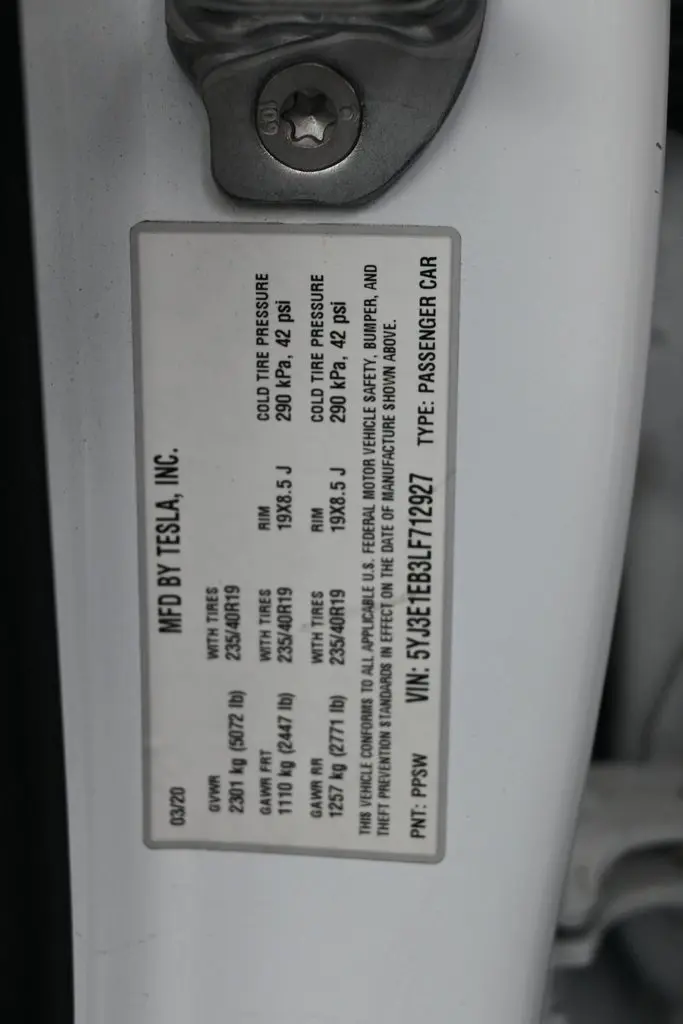 109
03/20 MFD BY TESLA, INC.
GVWR WITH TIRES
2301 kg (5072 lb) 235/40R19
GAWR FRT WITH TIRES RIM COLD TIRE PRESSURE
1110 kg (2447 lb) 235/40R19 19X8.5 J 290 kPa, 42 psi
GAWR RR WITH TIRES RIM COLD TIRE PRESSURE
1257 kg (2771 lb) 235/40R19 19X8.5 J 290 kPa, 42 psi
THIS VEHICLE CONFORMS TO ALL APPLICABLE U.S. FEDERAL MOTOR VEHICLE SAFETY, BUMPER, AND
THEFT PREVENTION STANDARDS IN EFFECT ON THE DATE OF MANUFACTURE SHOWN ABOVE.
PNT: PPSW VIN: 5YJ3E1EB3LF712927 TYPE: PASSENGER CAR